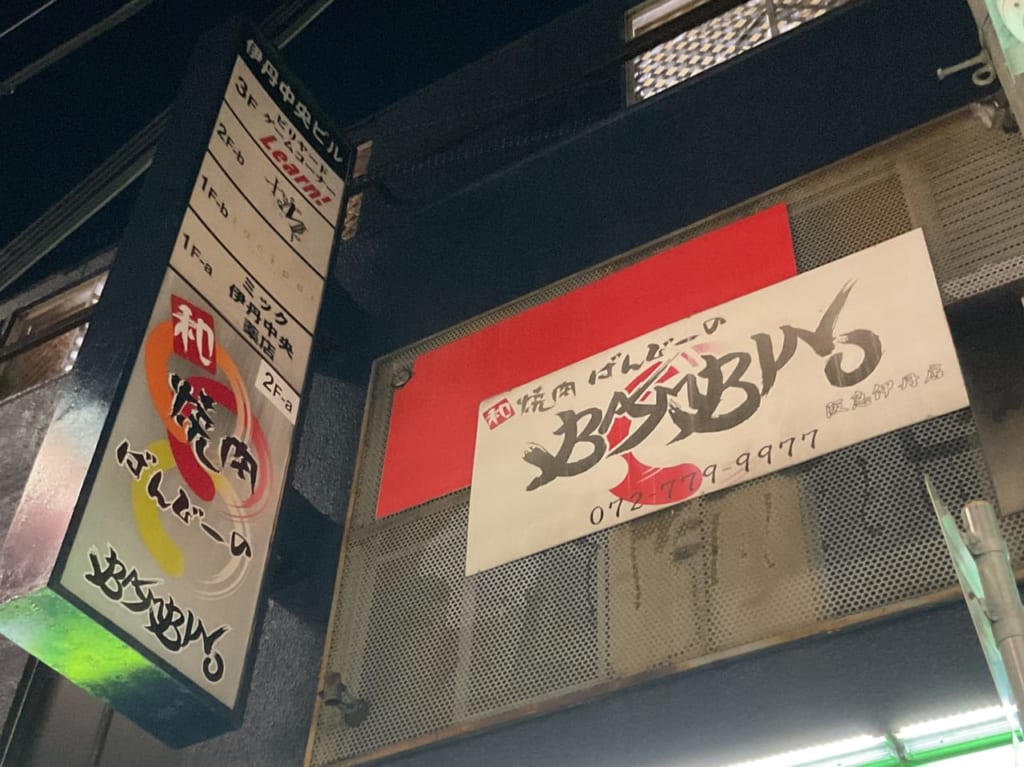 伊丹中央ビル
3F ビリヤード
ゲームコーナー
Learn!
2F-b
1F-b
1F-a ミック
伊丹中央
薬店
2F-a
和
焼肉
ばんびーの
BAMBINO
和 焼肉 ばんびーの
BAMBINO
阪急伊丹店
072-779-9977